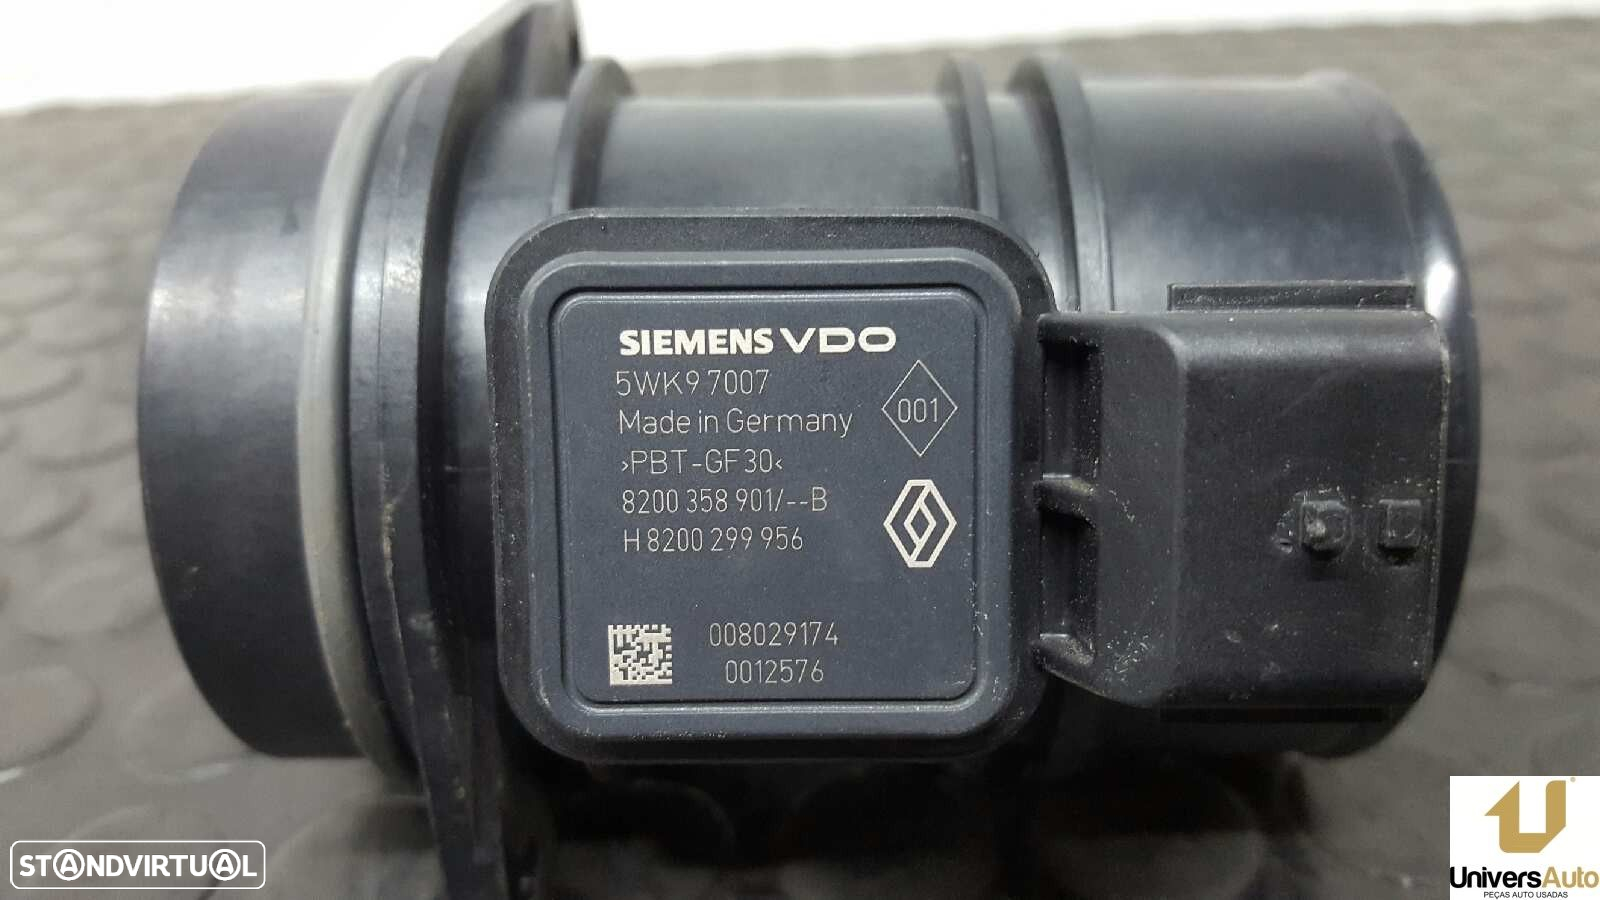 SIEMENS VDO
5WK9 7007
001
Made in Germany
>PBT-GF30<
8200 358 901/--B
H 8200 299 956
008029174
0012576
STANDVIRTUAL
UniversAuto
PEÇAS AUTO USADAS